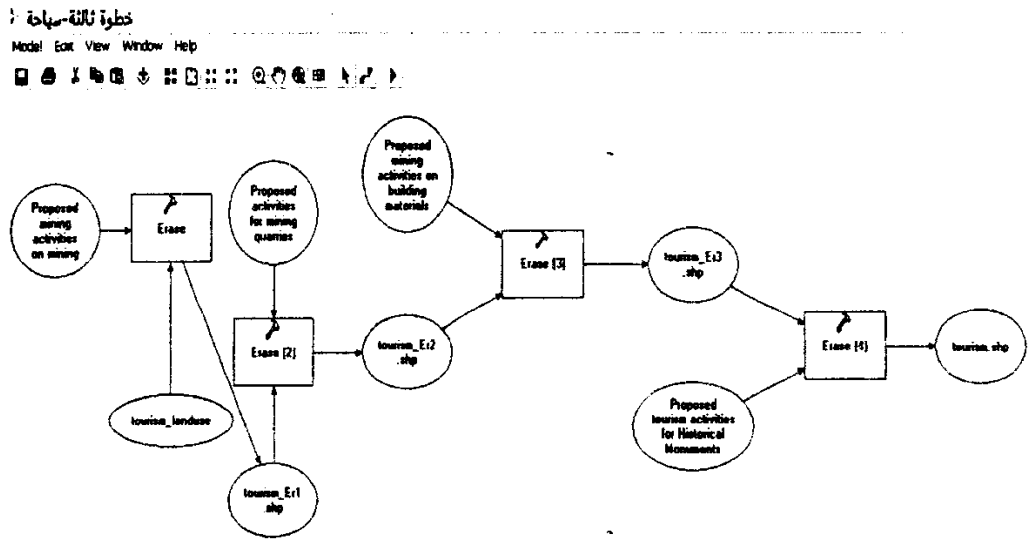 خطوة ثالثة-سياحة
Model Edit View Window Help
Proposed
mining
activities on
building
materials
Proposed
activities
for mining
quarries
Proposed
mining
activities
on mining
Erase
Erase [3]
tourism_Er3
.shp
Erase [2]
tourism_Er2
.shp
Erase [4]
tourism.shp
tourism_landuse
Proposed
tourism activities
for Historical
Monuments
tourism_Er1
.shp